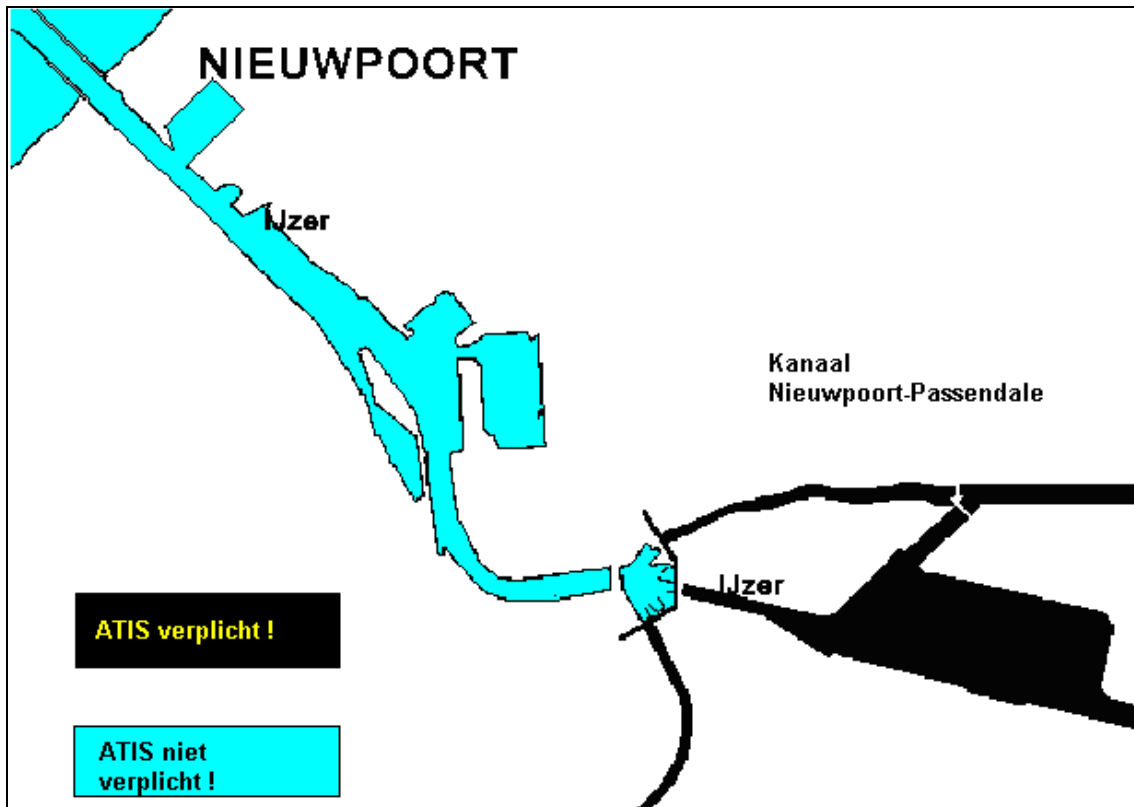 NIEUWPOORT
IJzer
Kanaal
Nieuwpoort-Passendale
IJzer
ATIS verplicht !
ATIS niet
verplicht !